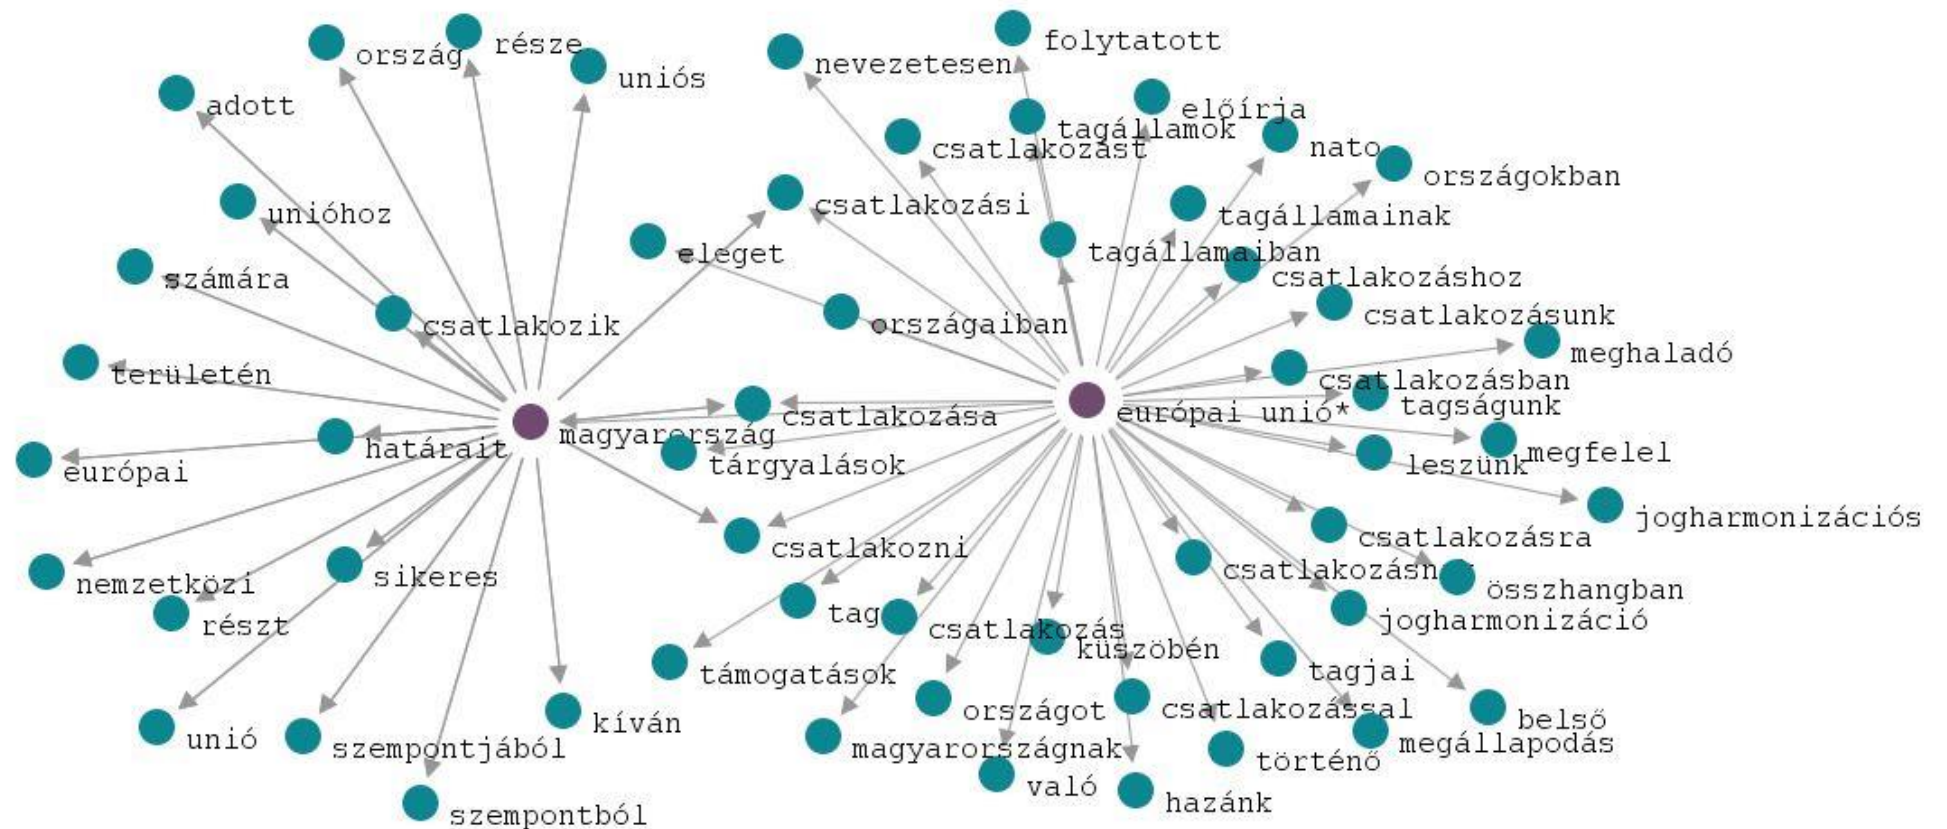 folytatott
ország
része
nevezetesen
uniós
adott
előírja
tagállamok
csatlakozást
nato
országokban
unióhoz
csatlakozási
tagállamainak
eleget
tagállamaiban
számára
csatlakozáshoz
csatlakozik
országaiban
csatlakozásunk
meghaladó
területén
csatlakozásban
tagságunk
csatlakozása
európai unió*
magyarország
határait
tárgyalások
leszünk
megfelel
európai
jogharmonizációs
csatlakozásra
csatlakozni
nemzetközi
sikeres
összhangban
tag
részt
csatlakozás
jogharmonizáció
küszöbén
támogatások
tagjai
országot
csatlakozással
belső
kíván
unió
szempontjából
magyarországnak
megállapodás
történő
való
hazánk
szempontból